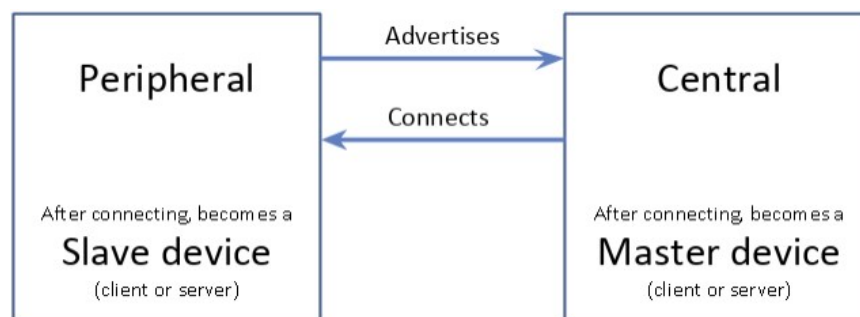 Advertises
Peripheral
Central
Connects
After connecting, becomes a
Slave device
(client or server)
After connecting, becomes a
Master device
(client or server)